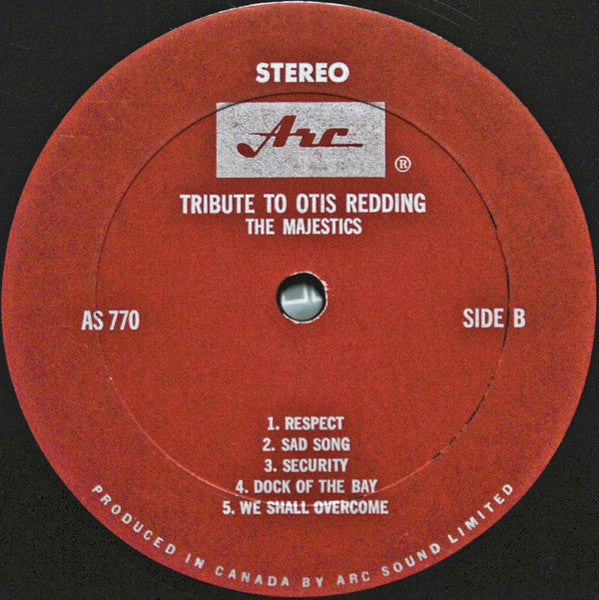 STEREO
Arc
®
TRIBUTE TO OTIS REDDING
THE MAJESTICS
AS 770
SIDE B
1. RESPECT
2. SAD SONG
3. SECURITY
4. DOCK OF THE BAY
5. WE SHALL OVERCOME
PRODUCED IN CANADA BY ARC SOUND LIMITED